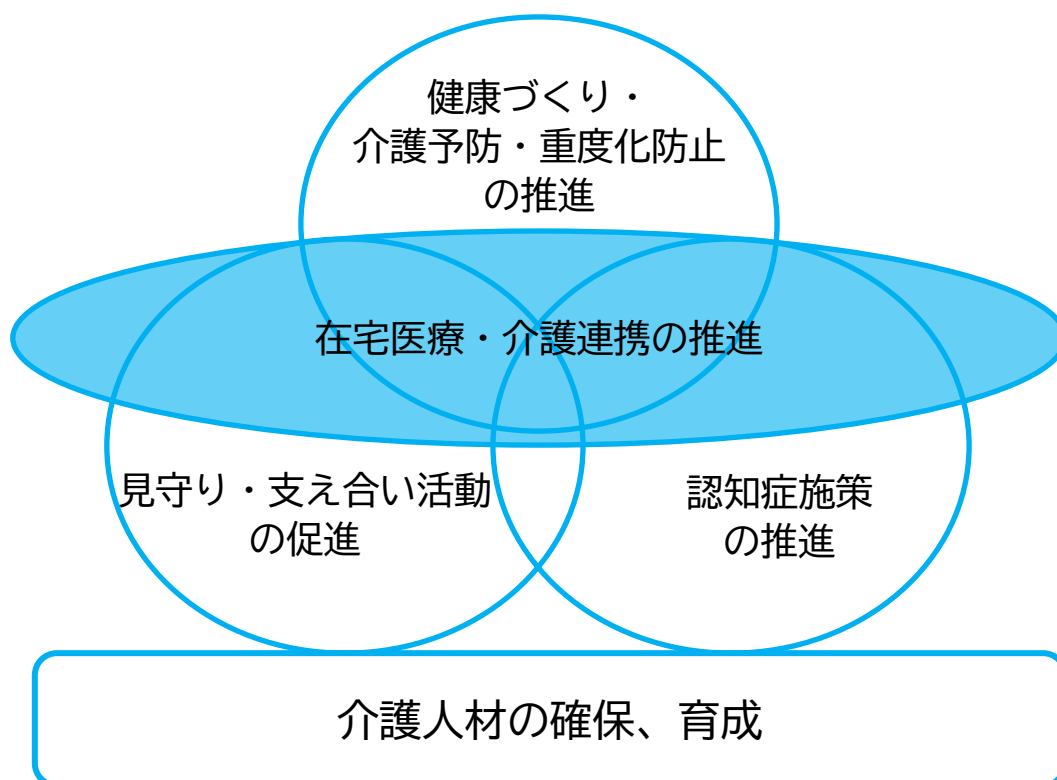 健康づくり・
介護予防・重度化防止
の推進
在宅医療・介護連携の推進
見守り・支え合い活動
の促進
認知症施策
の推進
介護人材の確保、育成